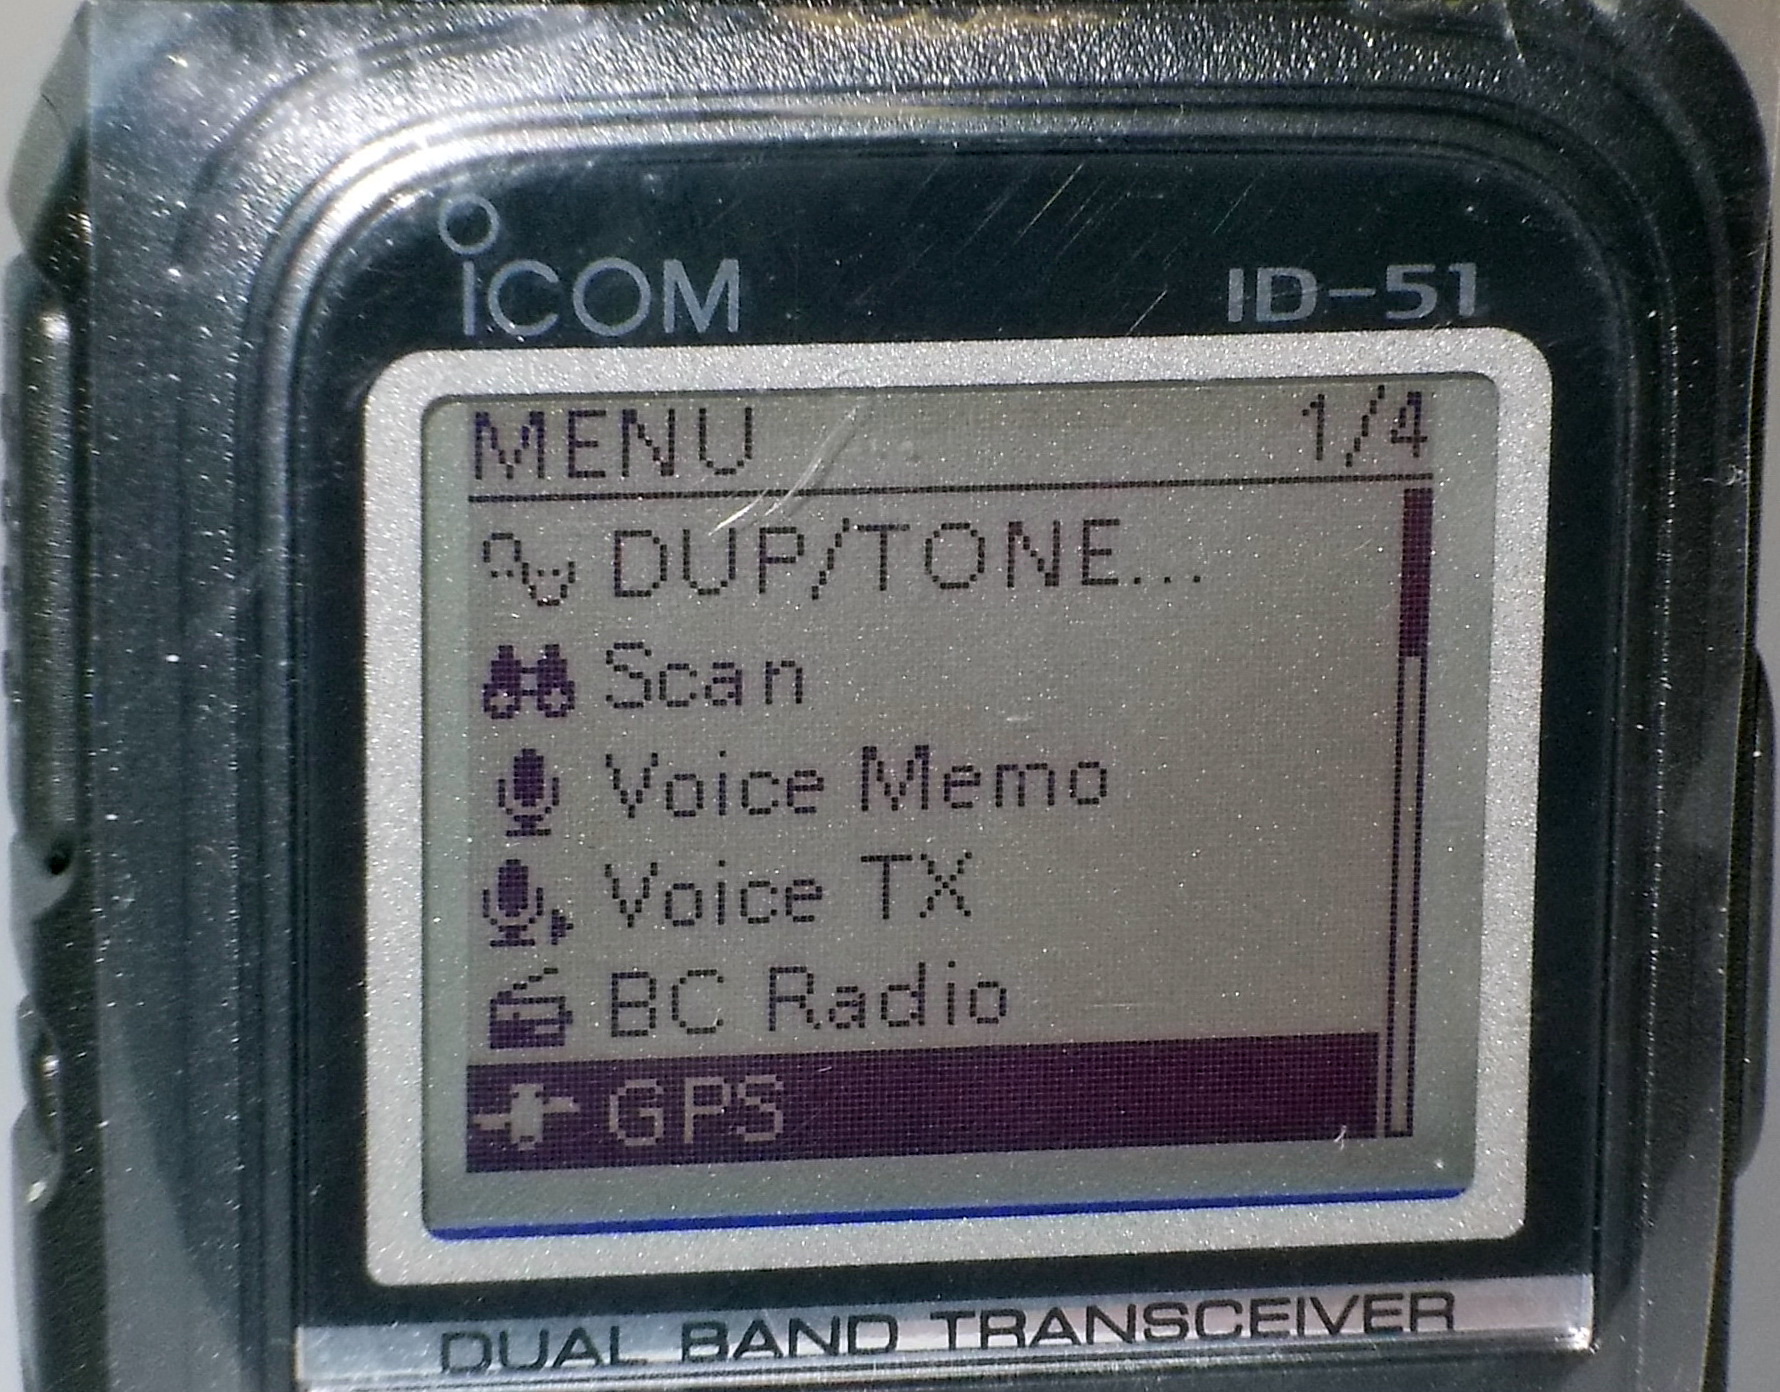 iCOM ID-51
MENU 1/4
DUP/TONE...
Scan
Voice Memo
Voice TX
BC Radio
GPS
DUAL BAND TRANSCEIVER